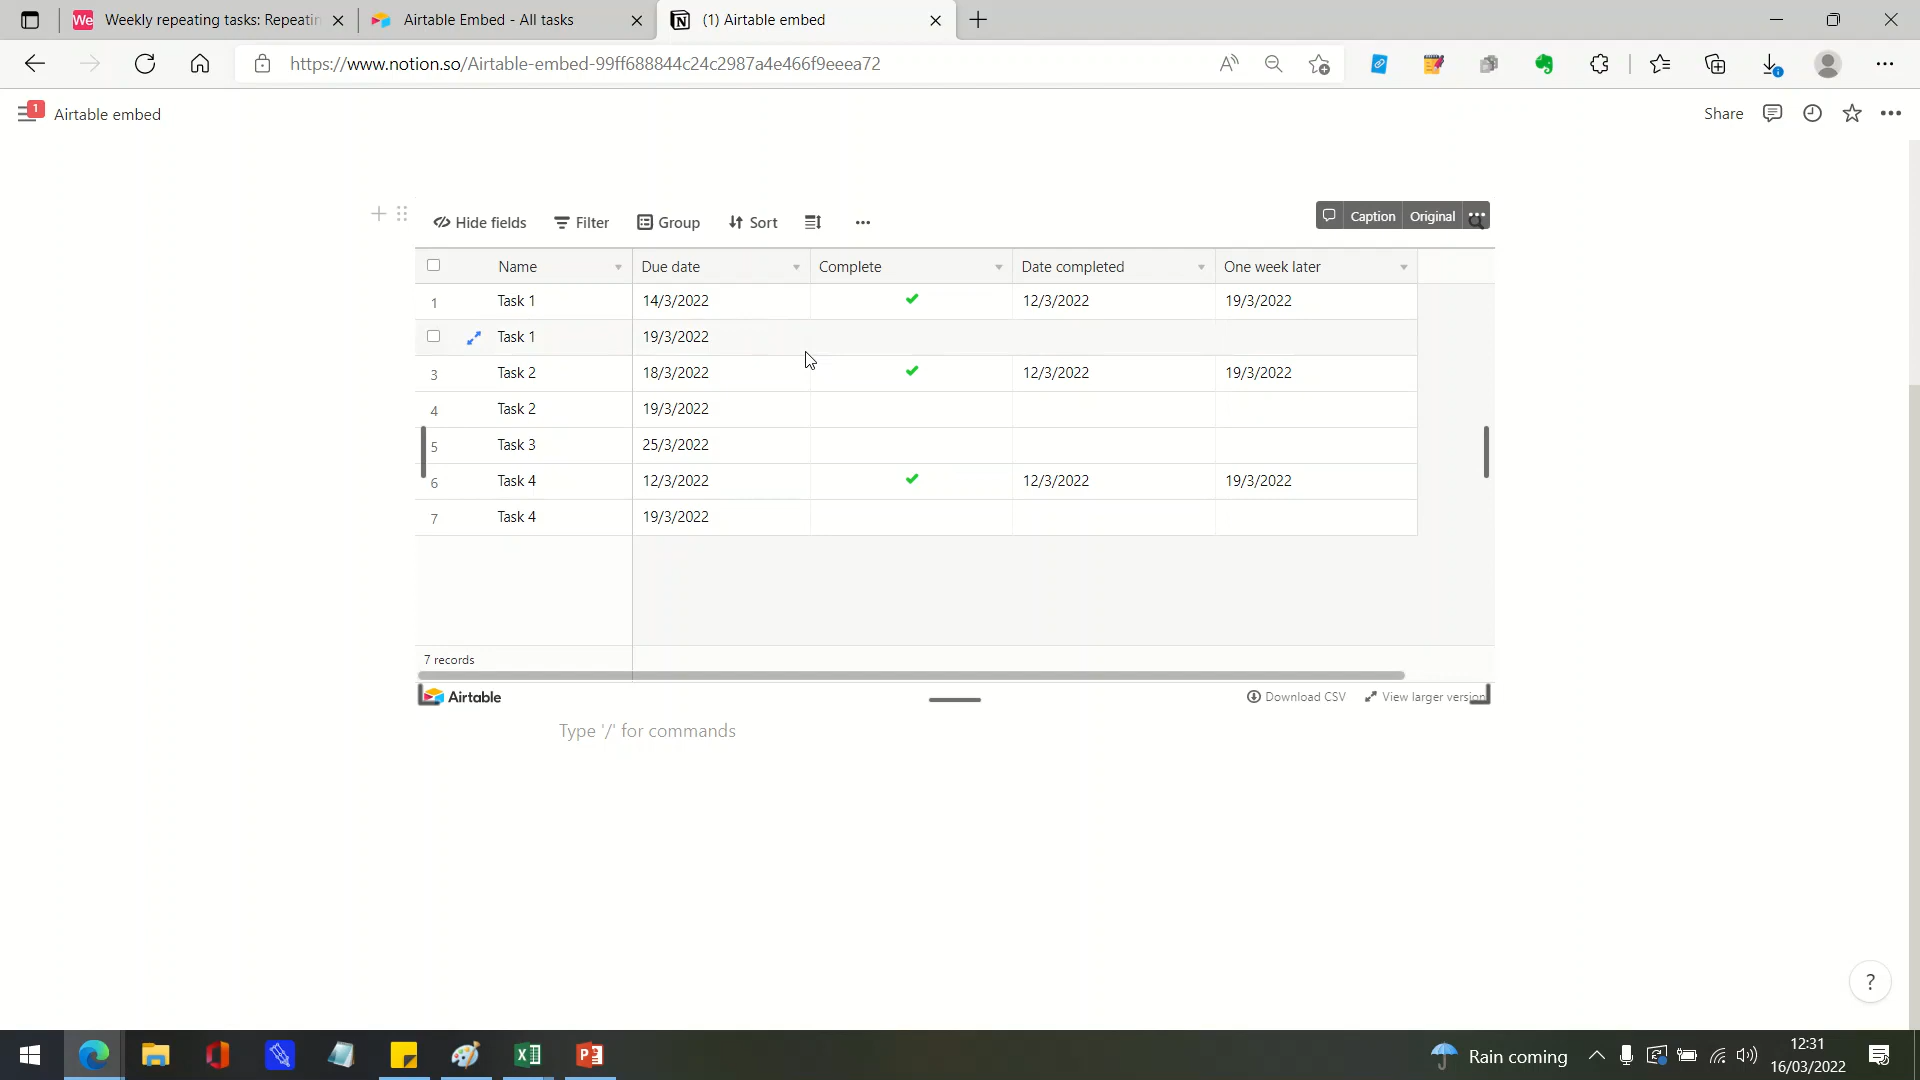 We Weekly repeating tasks: Repeatin
Airtable Embed - All tasks
(1) Airtable embed
https://www.notion.so/Airtable-embed-99ff688844c24c2987a4e466f9eeea72
1 Airtable embed
Share
Hide fields Filter Group Sort
Caption Original
Name Due date Complete Date completed One week later
1 Task 1 14/3/2022 12/3/2022 19/3/2022
Task 1 19/3/2022
3 Task 2 18/3/2022 12/3/2022 19/3/2022
4 Task 2 19/3/2022
5 Task 3 25/3/2022
6 Task 4 12/3/2022 12/3/2022 19/3/2022
7 Task 4 19/3/2022
7 records
Airtable
Download CSV View larger version
Type '/' for commands
?
Rain coming
12:31
16/03/2022